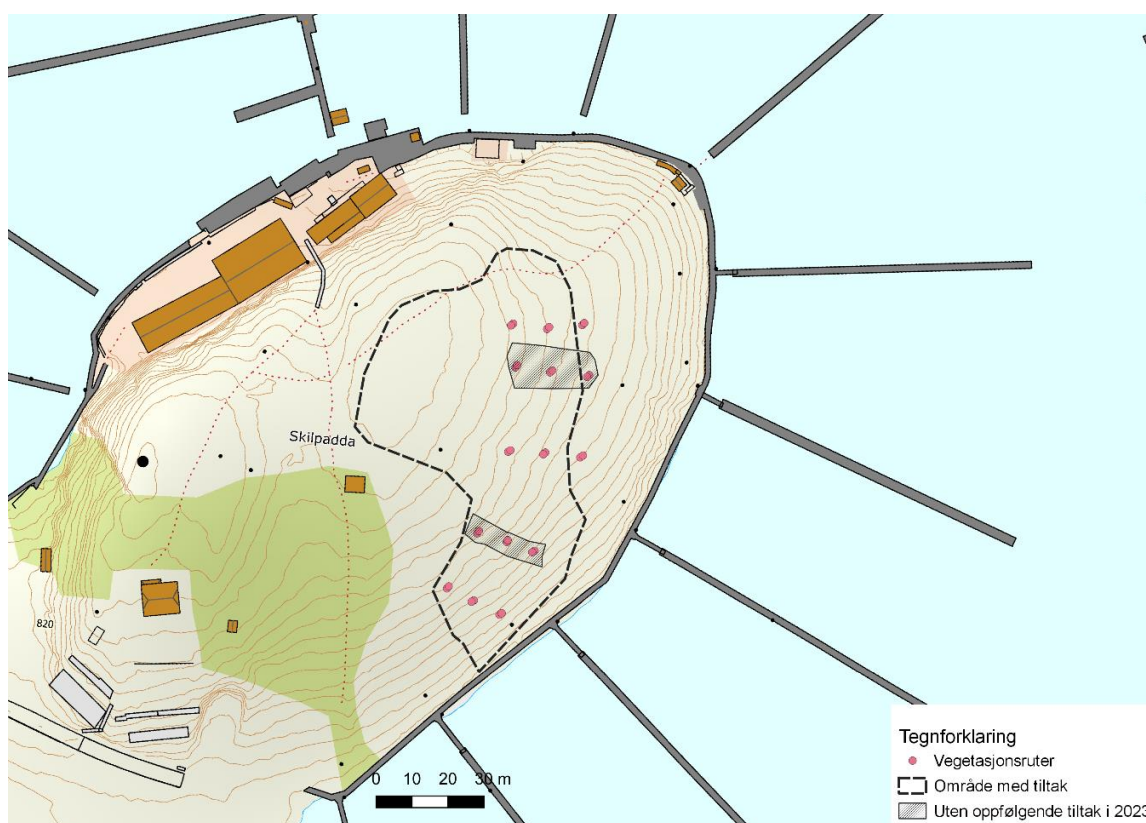 Skilpadda
820
0 10 20 30 m
Tegnforklaring
Vegetasjonsruter
Område med tiltak
Uten oppfølgende tiltak i 2023